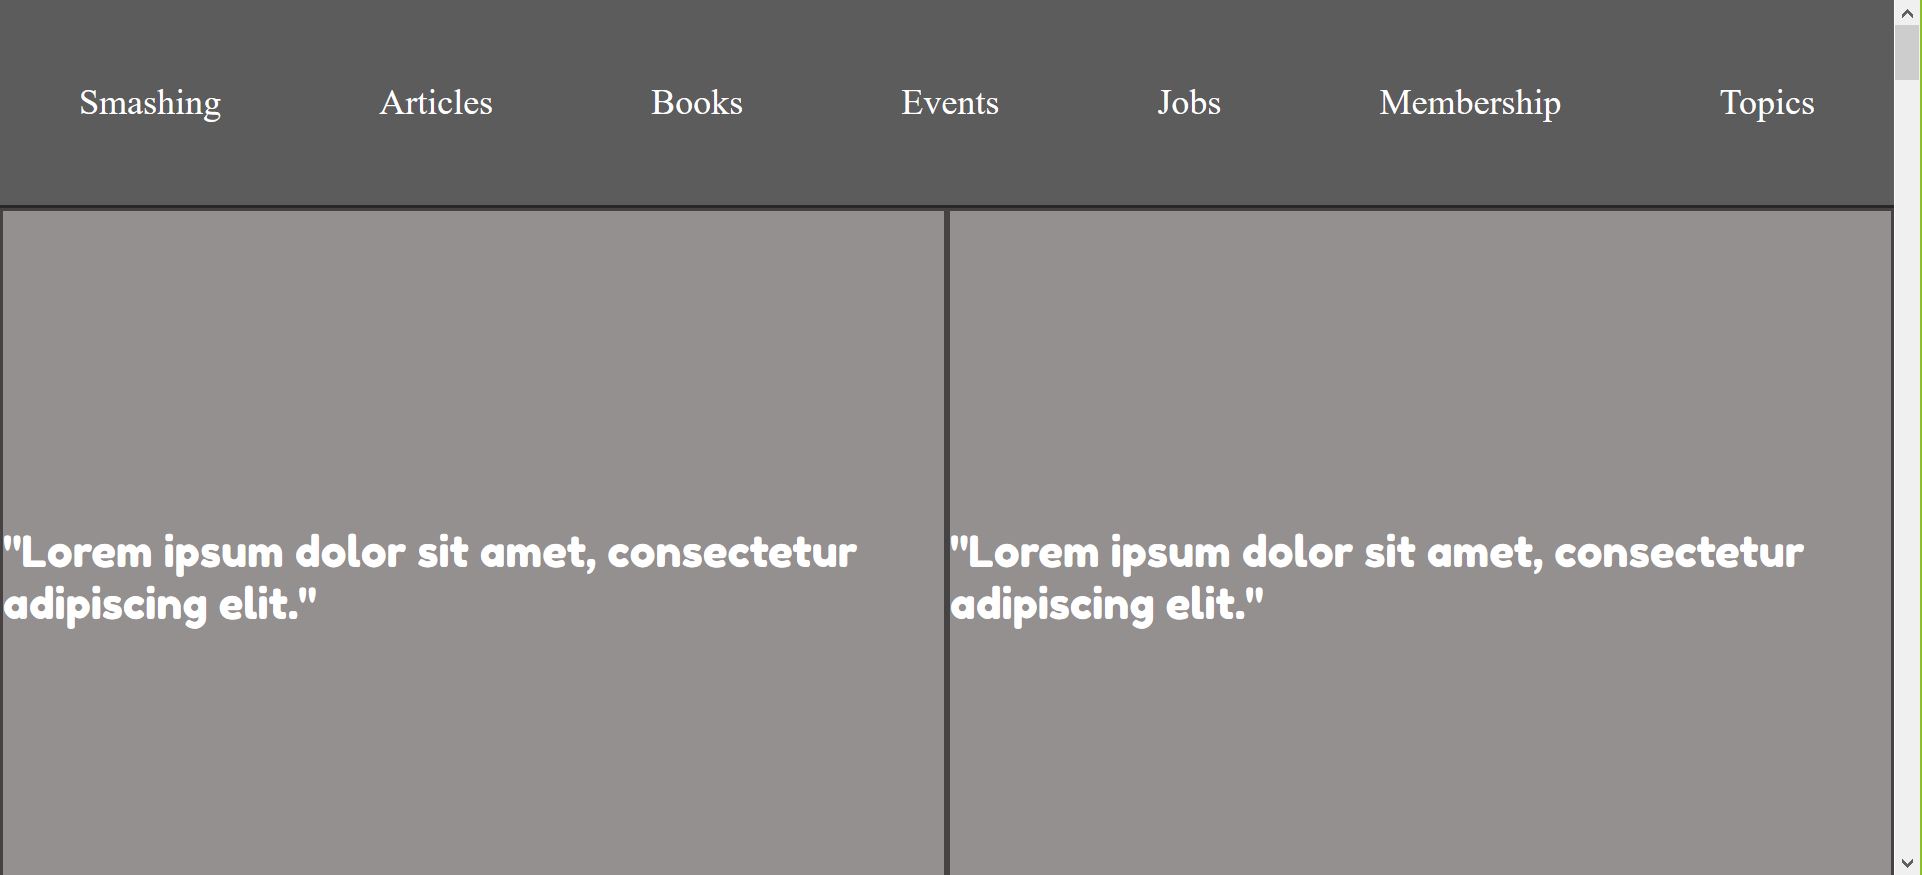 Smashing Articles Books Events Jobs Membership Topics
"Lorem ipsum dolor sit amet, consectetur
adipiscing elit."
"Lorem ipsum dolor sit amet, consectetur
adipiscing elit."